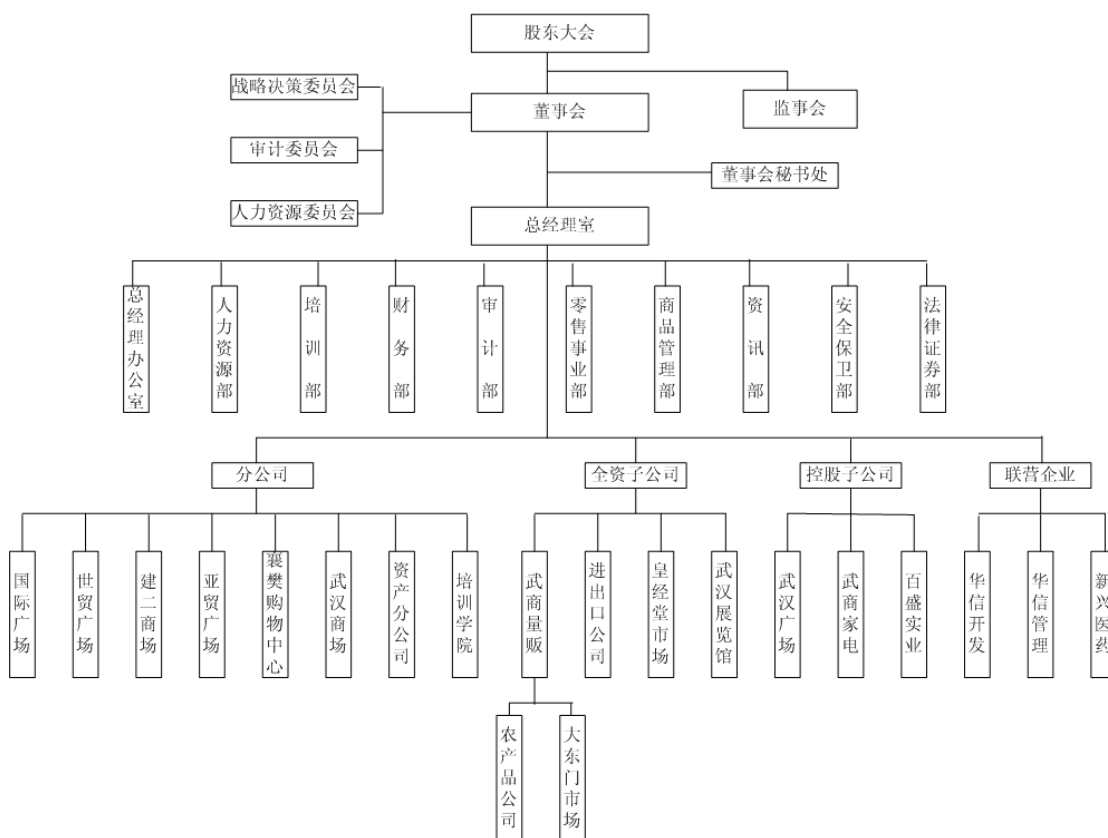 股东大会
战略决策委员会
董事会
监事会
审计委员会
董事会秘书处
人力资源委员会
总经理室
总经理办公室
人力资源部
培训部
财务部
审计部
零售事业部
商品管理部
资讯部
安全保卫部
法律证券部
分公司
全资子公司
控股子公司
联营企业
国际广场
世贸广场
建二商场
亚贸广场
襄樊购物中心
武汉商场
资产分公司
培训学院
武商量贩
进出口公司
皇经堂市场
武汉展览馆
武汉广场
武商家电
百盛实业
华信开发
华信管理
新兴医药
农产品公司
大东门市场